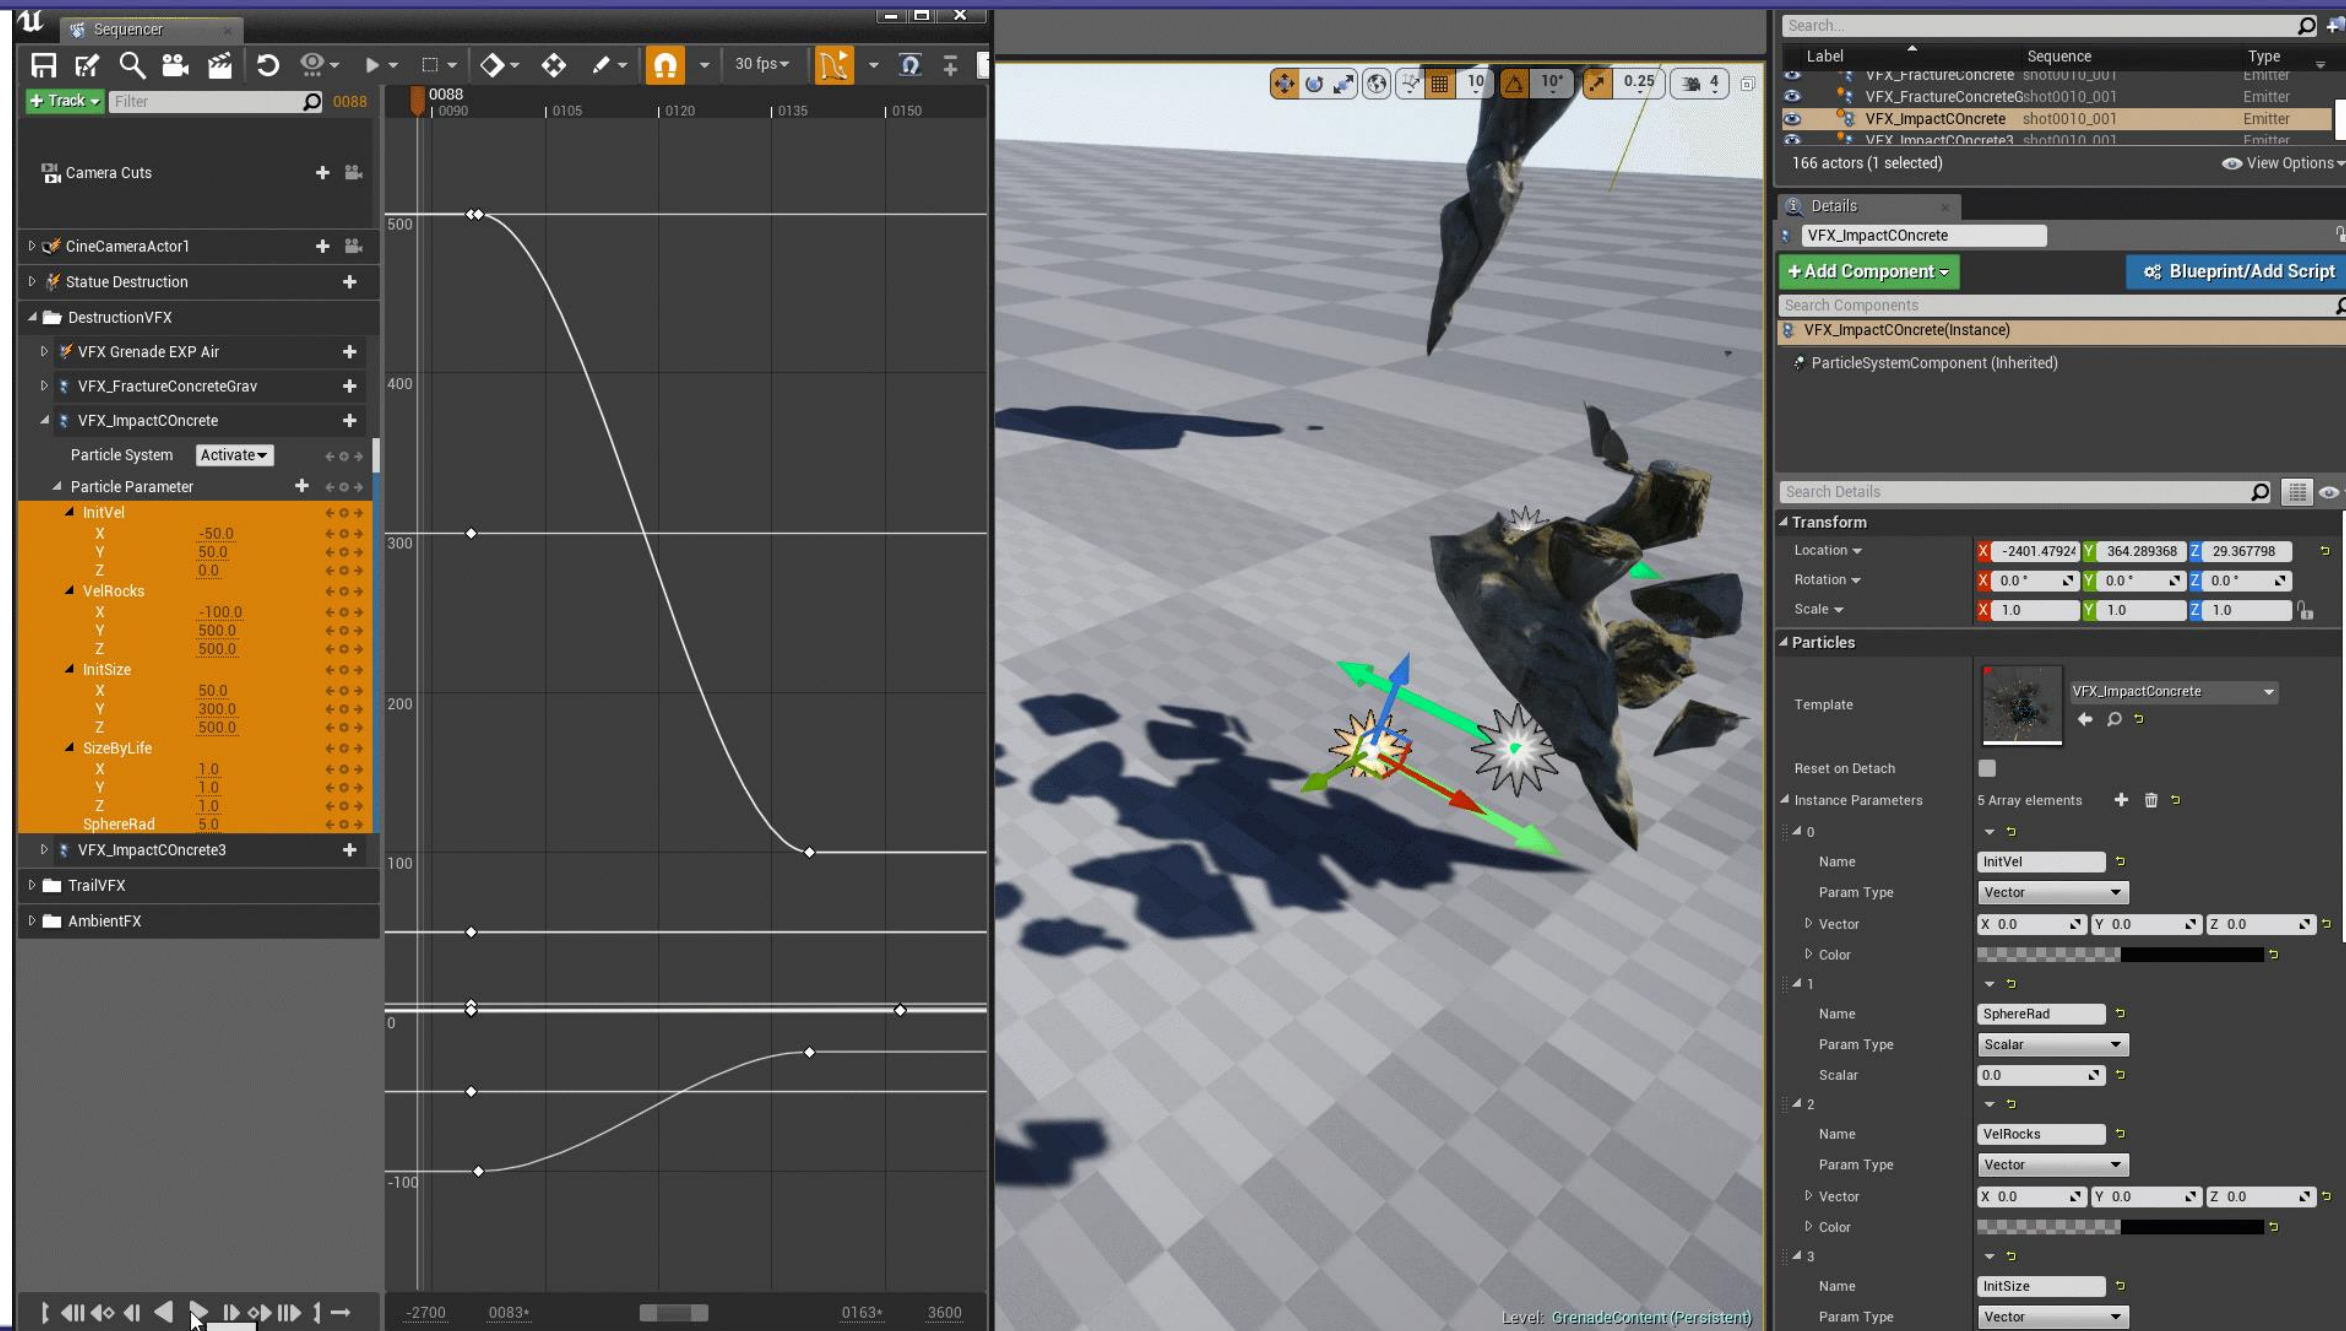 Sequencer
30 fps
+ Track
Filter
0088
0088
0090
0105
0120
0135
0150
Camera Cuts
CineCameraActor1
Statue Destruction
DestructionVFX
VFX Grenade EXP Air
VFX_FractureConcreteGrav
VFX_ImpactCOncrete
Particle System Activate
Particle Parameter
InitVel
X -50.0
Y 50.0
Z 0.0
VelRocks
X -100.0
Y 500.0
Z 500.0
InitSize
X 50.0
Y 300.0
Z 500.0
SizeByLife
X 1.0
Y 1.0
Z 1.0
SphereRad 5.0
VFX_ImpactCOncrete3
TrailVFX
AmbientFX
500
400
300
200
100
0
-100
-2700 0083* 0163* 3600
10 10° 0.25 4
Level: GrenadeContent (Persistent)
Search...
Label Sequence Type
VFX_FractureConcrete shot0010_001 Emitter
VFX_FractureConcreteG shot0010_001 Emitter
VFX_ImpactCOncrete shot0010_001 Emitter
VFX_ImpactCOncrete3 shot0010_001 Emitter
166 actors (1 selected) View Options
Details
VFX_ImpactCOncrete
+ Add Component Blueprint/Add Script
Search Components
VFX_ImpactCOncrete(Instance)
ParticleSystemComponent (Inherited)
Search Details
Transform
Location X -2401.47924 Y 364.289368 Z 29.367798
Rotation X 0.0 ° Y 0.0 ° Z 0.0 °
Scale X 1.0 Y 1.0 Z 1.0
Particles
Template VFX_ImpactConcrete
Reset on Detach
Instance Parameters 5 Array elements
0
Name InitVel
Param Type Vector
Vector X 0.0 Y 0.0 Z 0.0
Color
1
Name SphereRad
Param Type Scalar
Scalar 0.0
2
Name VelRocks
Param Type Vector
Vector X 0.0 Y 0.0 Z 0.0
Color
3
Name InitSize
Param Type Vector